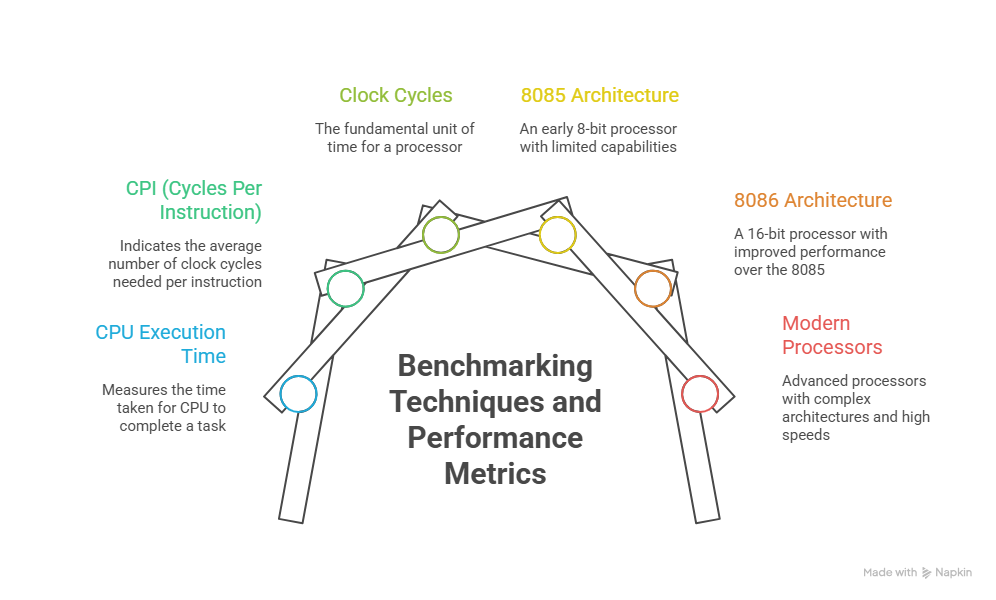 Clock Cycles
The fundamental unit of
time for a processor
8085 Architecture
An early 8-bit processor
with limited capabilities
CPI (Cycles Per
Instruction)
Indicates the average
number of clock cycles
needed per instruction
8086 Architecture
A 16-bit processor with
improved performance
over the 8085
CPU Execution
Time
Measures the time
taken for CPU to
complete a task
Modern
Processors
Advanced processors
with complex
architectures and high
speeds
Benchmarking
Techniques and
Performance
Metrics
Made with Napkin